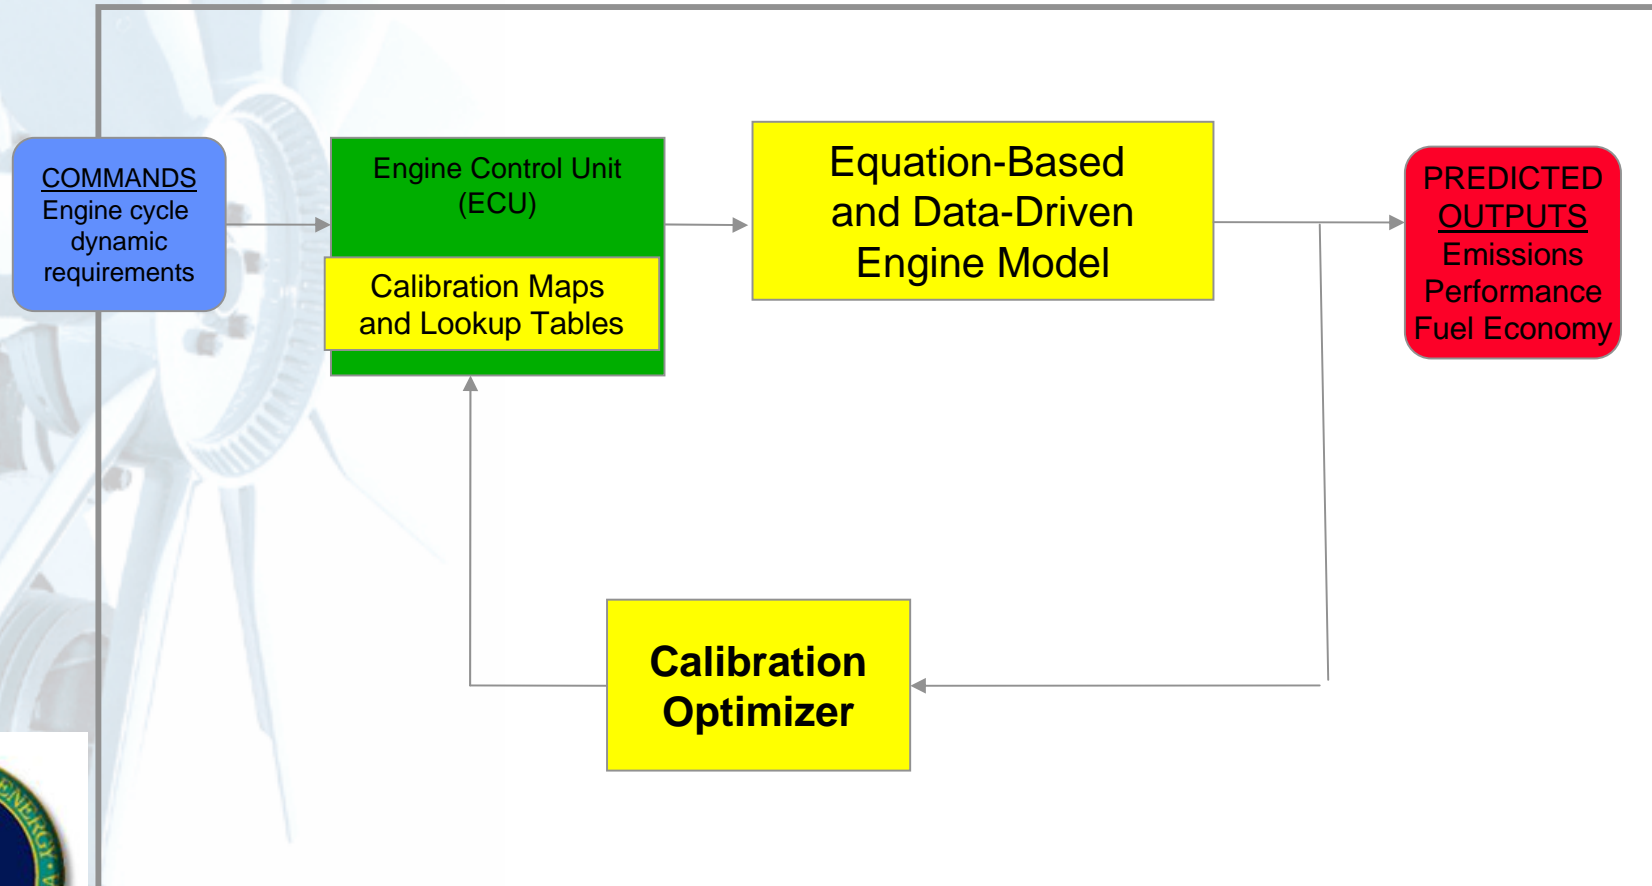 COMMANDS
Engine cycle
dynamic
requirements
Engine Control Unit
(ECU)
Calibration Maps
and Lookup Tables
Equation-Based
and Data-Driven
Engine Model
PREDICTED
OUTPUTS
Emissions
Performance
Fuel Economy
Calibration
Optimizer
ENERGY